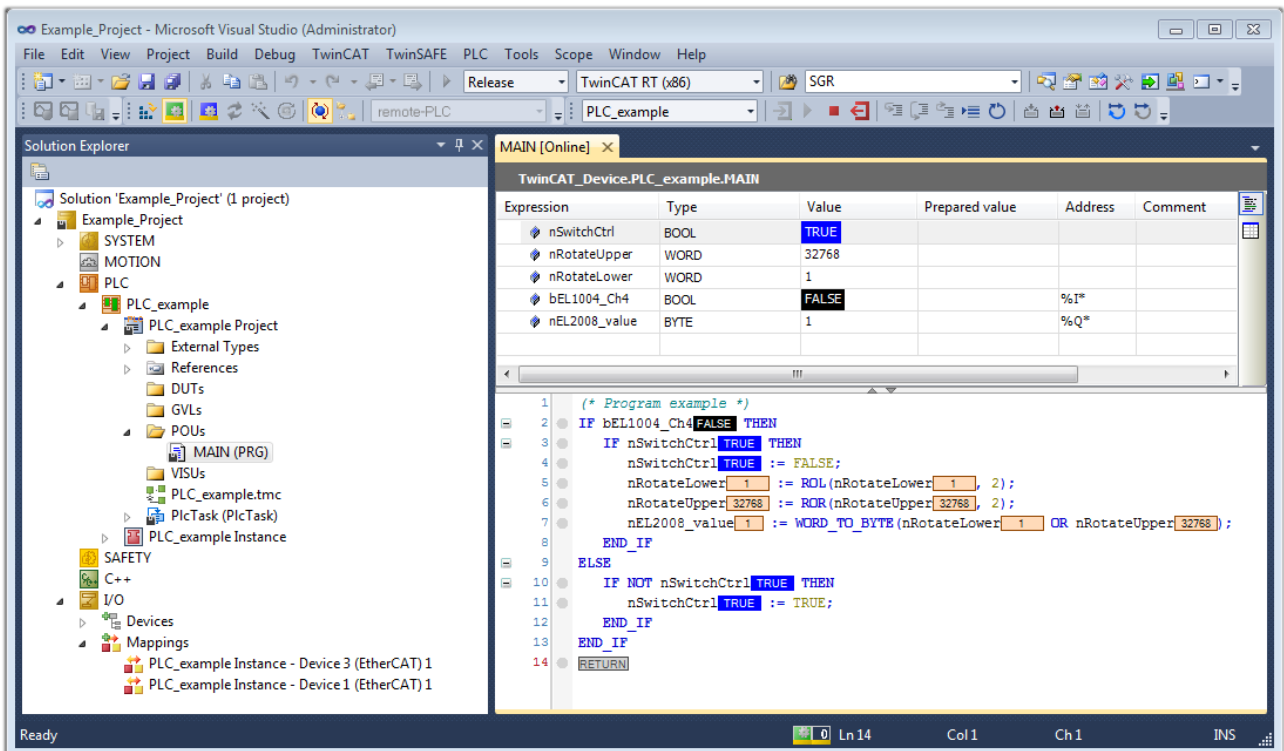 Example_Project - Microsoft Visual Studio (Administrator)
File Edit View Project Build Debug TwinCAT TwinSAFE PLC Tools Scope Window Help
Release TwinCAT RT (x86) SGR
remote-PLC PLC_example
Solution Explorer
Solution 'Example_Project' (1 project)
Example_Project
SYSTEM
MOTION
PLC
PLC_example
PLC_example Project
External Types
References
DUTs
GVLs
POUs
MAIN (PRG)
VISUs
PLC_example.tmc
PlcTask (PlcTask)
PLC_example Instance
SAFETY
C++
I/O
Devices
Mappings
PLC_example Instance - Device 3 (EtherCAT) 1
PLC_example Instance - Device 1 (EtherCAT) 1
MAIN [Online]
TwinCAT_Device.PLC_example.MAIN
Expression Type Value Prepared value Address Comment
nSwitchCtrl BOOL TRUE
nRotateUpper WORD 32768
nRotateLower WORD 1
bEL1004_Ch4 BOOL FALSE %I*
nEL2008_value BYTE 1 %Q*
1 (* Program example *)
2 IF bEL1004_Ch4 FALSE THEN
3 IF nSwitchCtrl TRUE THEN
4 nSwitchCtrl TRUE := FALSE;
5 nRotateLower 1 := ROL(nRotateLower 1 , 2);
6 nRotateUpper 32768 := ROR(nRotateUpper 32768 , 2);
7 nEL2008_value 1 := WORD_TO_BYTE(nRotateLower 1 OR nRotateUpper 32768 );
8 END_IF
9 ELSE
10 IF NOT nSwitchCtrl TRUE THEN
11 nSwitchCtrl TRUE := TRUE;
12 END_IF
13 END_IF
14 RETURN
Ready 0 Ln 14 Col 1 Ch 1 INS